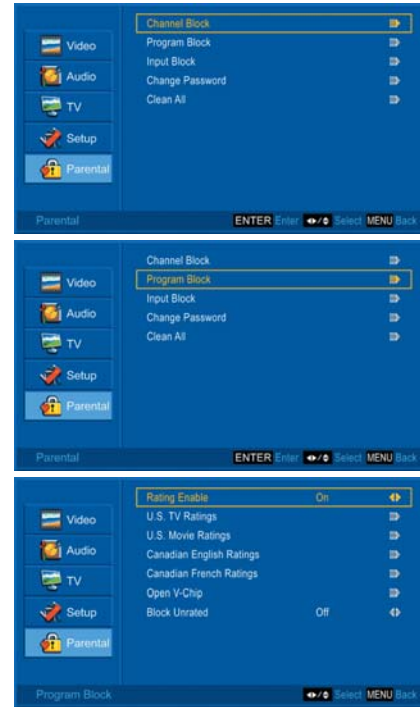 Channel Block
Video
Program Block
Input Block
Audio
Change Password
TV
Clean All
Setup
Parental
Parental ENTER Enter / Select MENU Back
Channel Block
Video
Program Block
Input Block
Audio
Change Password
TV
Clean All
Setup
Parental
Parental ENTER Enter / Select MENU Back
Rating Enable On
Video
U.S. TV Ratings
U.S. Movie Ratings
Audio
Canadian English Ratings
Canadian French Ratings
TV
Open V-Chip
Setup
Block Unrated Off
Parental
Program Block / Select MENU Back